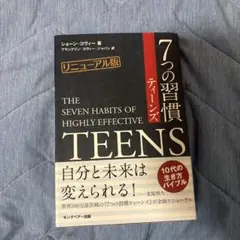 ショーン・コヴィー 著
フランクリン・コヴィー・ジャパン 訳
リニューアル版
7つの習慣
ティーンズ
THE
SEVEN HABITS OF
HIGHLY EFFECTIVE
TEENS
自分と未来は
変えられる!
10代の
生き方
バイブル
キングベアー出版